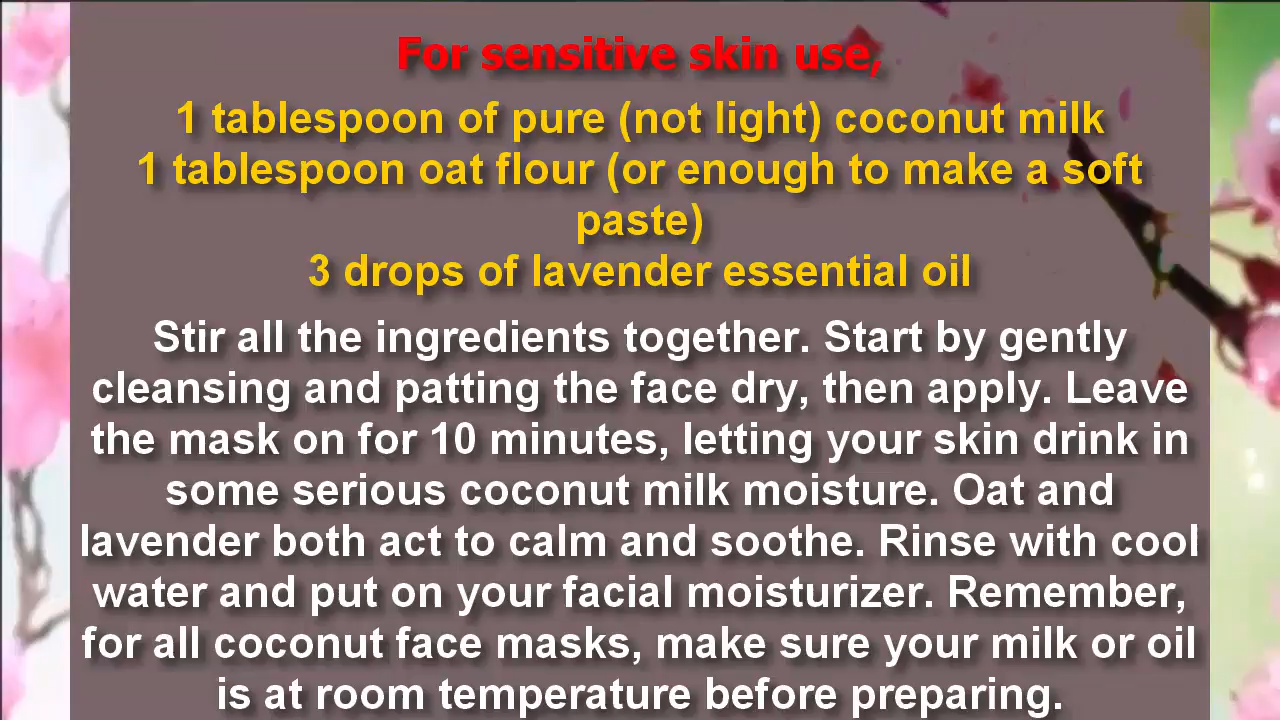 For sensitive skin use,
1 tablespoon of pure (not light) coconut milk
1 tablespoon oat flour (or enough to make a soft
paste)
3 drops of lavender essential oil
Stir all the ingredients together. Start by gently
cleansing and patting the face dry, then apply. Leave
the mask on for 10 minutes, letting your skin drink in
some serious coconut milk moisture. Oat and
lavender both act to calm and soothe. Rinse with cool
water and put on your facial moisturizer. Remember,
for all coconut face masks, make sure your milk or oil
is at room temperature before preparing.